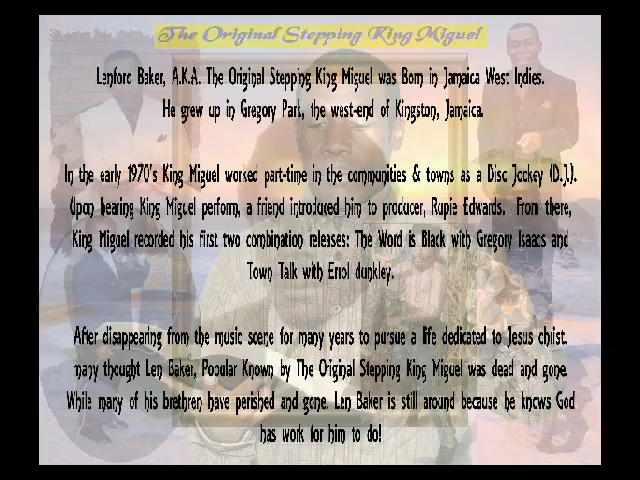 The Original Stepping King Miguel
Lanford Baker, A.K.A. The Original Stepping King Miguel was Born in Jamaica West Indies.
He grew up in Gregory Park, the west-end of Kingston, Jamaica.
In the early 1970's King Miguel worked part-time in the communities & towns as a Disc Jockey (D.J.).
Upon hearing King Miguel perform, a friend introduced him to producer, Rupie Edwards. From there,
King Miguel recorded his first two combination releases: The Word is Black with Gregory Isaacs and
Town Talk with Errol dunkley.
After disappearing from the music scene for many years to pursue a life dedicated to Jesus christ.
many thought Len Baker, Popular Known by The Original Stepping King Miguel was dead and gone.
While many of his brethren have perished and gone. Len Baker is still around because he knows God
has work for him to do!